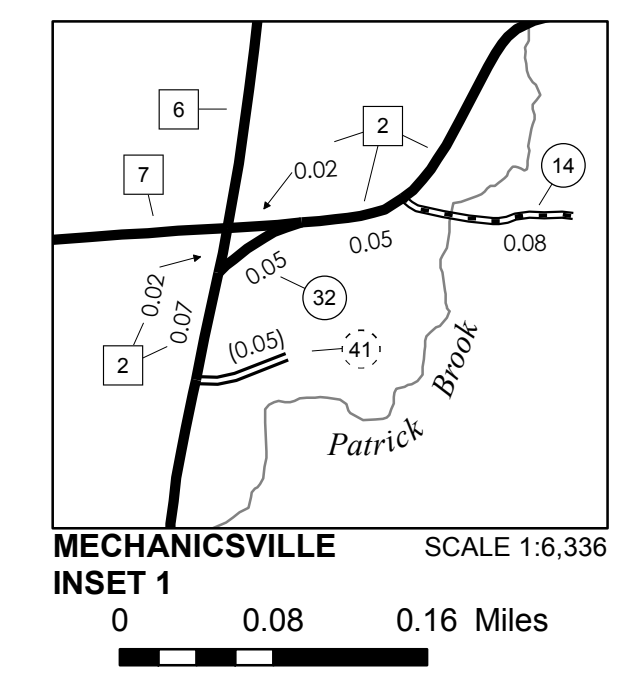 6
2
14
7
0.02
0.05
0.08
0.05
32
0.02
0.07
2
(0.05)
41
Patrick Brook
MECHANICSVILLE
INSET 1
SCALE 1:6,336
0 0.08 0.16 Miles